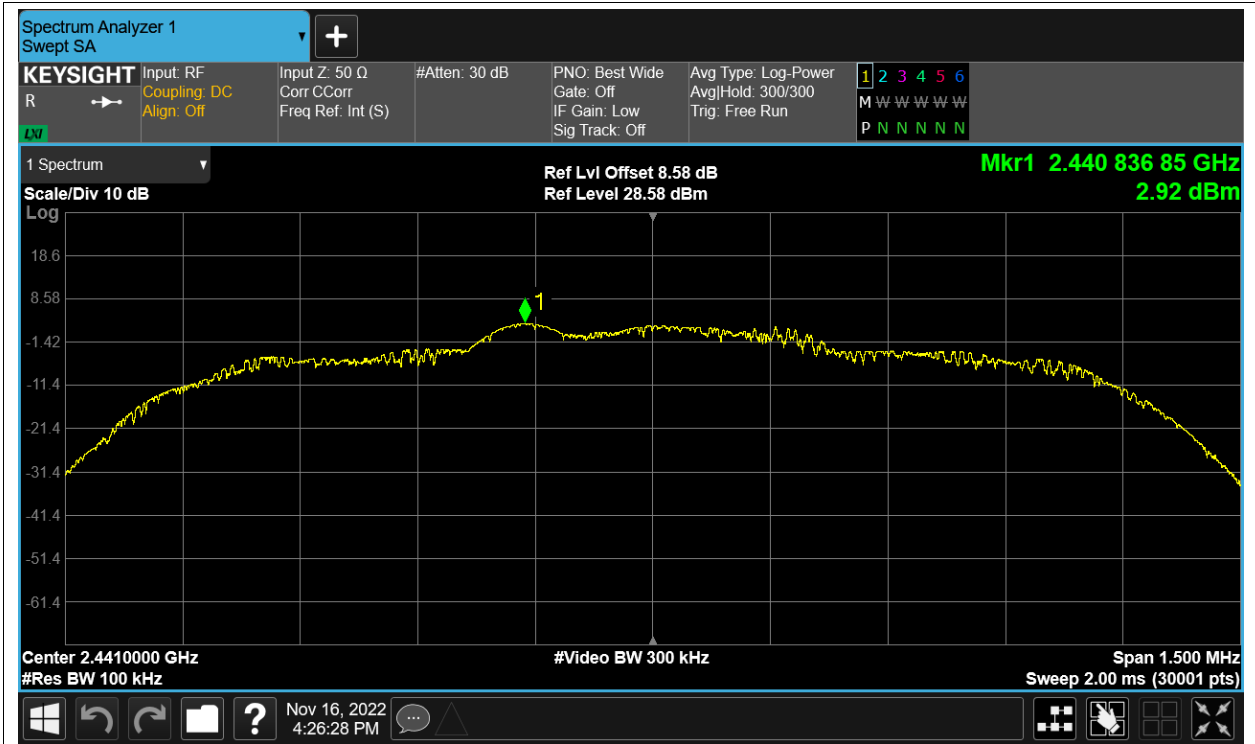 Spectrum Analyzer 1
Swept SA
+
KEYSIGHT
R
LXI
Input: RF
Coupling: DC
Align: Off
Input Z: 50 Ω
Corr CCorr
Freq Ref: Int (S)
#Atten: 30 dB
PNO: Best Wide
Gate: Off
IF Gain: Low
Sig Track: Off
Avg Type: Log-Power
Avg|Hold: 300/300
Trig: Free Run
1 2 3 4 5 6
M W W W W W
P N N N N N
1 Spectrum
Scale/Div 10 dB
Log
Ref Lvl Offset 8.58 dB
Ref Level 28.58 dBm
Mkr1 2.440 836 85 GHz
2.92 dBm
18.6
8.58
-1.42
-11.4
-21.4
-31.4
-41.4
-51.4
-61.4
1
Center 2.4410000 GHz
#Res BW 100 kHz
#Video BW 300 kHz
Span 1.500 MHz
Sweep 2.00 ms (30001 pts)
?
Nov 16, 2022
4:26:28 PM